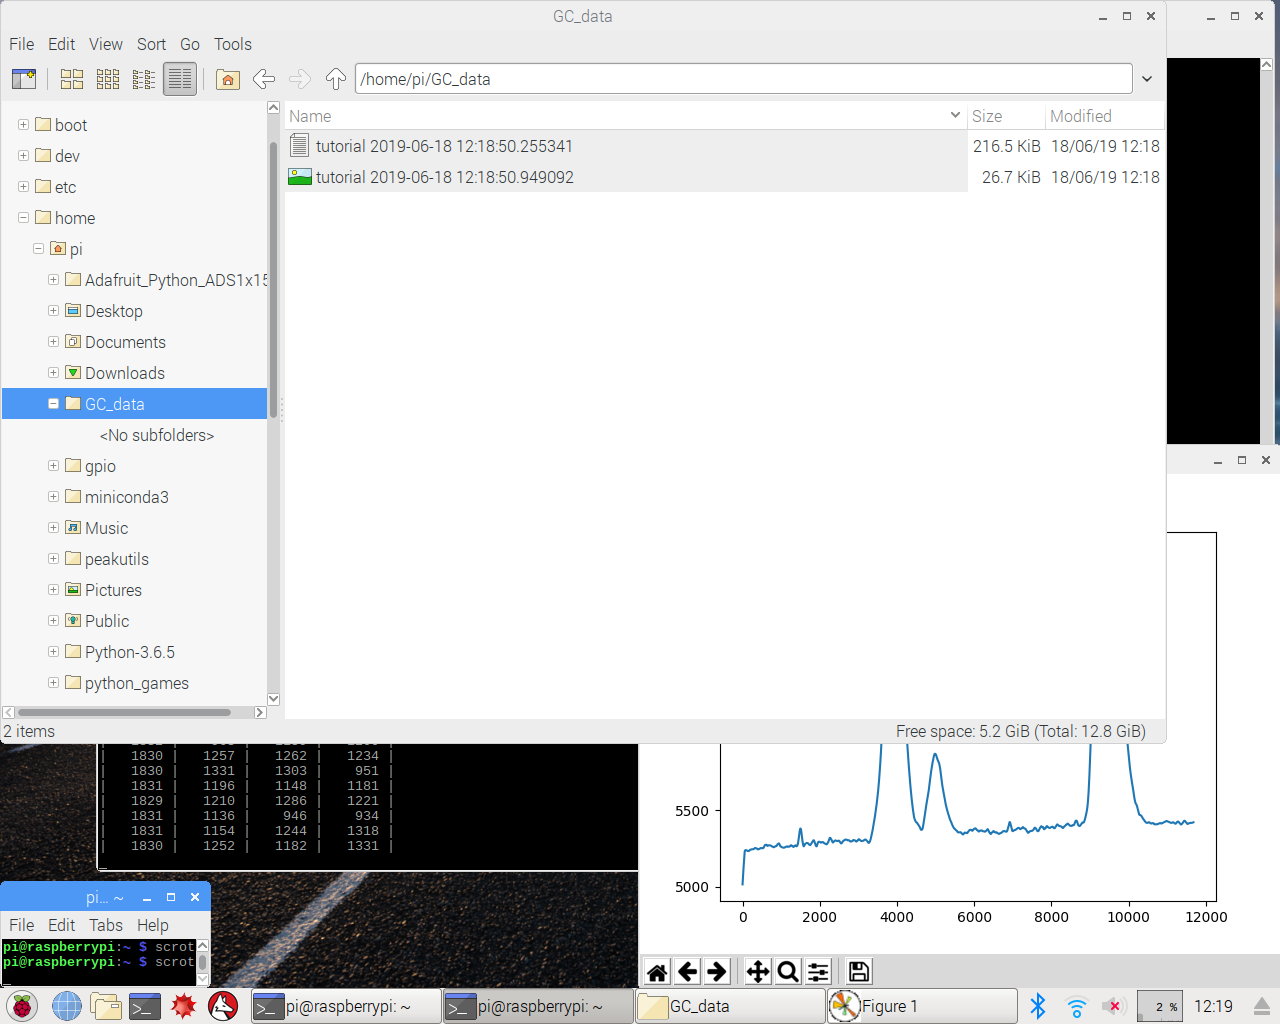 GC_data
File Edit View Sort Go Tools
/home/pi/GC_data
Name Size Modified
tutorial 2019-06-18 12:18:50.255341 216.5 KiB 18/06/19 12:18
tutorial 2019-06-18 12:18:50.949092 26.7 KiB 18/06/19 12:18
boot
dev
etc
home
pi
Adafruit_Python_ADS1x15
Desktop
Documents
Downloads
GC_data
<No subfolders>
gpio
miniconda3
Music
peakutils
Pictures
Public
Python-3.6.5
python_games
2 items Free space: 5.2 GiB (Total: 12.8 GiB)
| 1830 | 1257 | 1262 | 1234 |
| 1830 | 1331 | 1303 | 951 |
| 1831 | 1196 | 1148 | 1181 |
| 1829 | 1210 | 1286 | 1221 |
| 1831 | 1136 | 946 | 934 |
| 1831 | 1154 | 1244 | 1318 |
| 1830 | 1252 | 1182 | 1331 |
5500
5000
0 2000 4000 6000 8000 10000 12000
pi... ~
File Edit Tabs Help
pi@raspberrypi:~ $ scrot
pi@raspberrypi:~ $ scrot
pi@raspberrypi: ~ pi@raspberrypi: ~ GC_data Figure 1 2 % 12:19